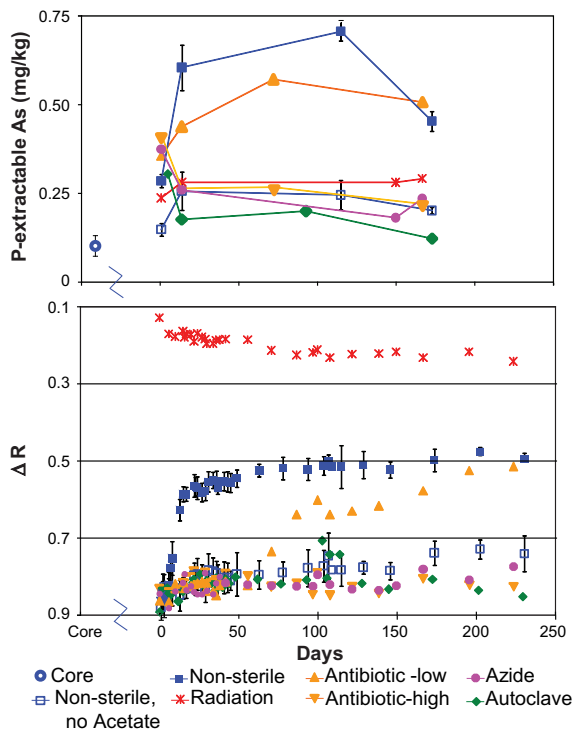 P-extractable As (mg/kg)
0.75
0.50
0.25
0
Δ R
0.1
0.3
0.5
0.7
0.9
Core 0 50 100 150 200 250
Days
Core Non-sterile Antibiotic -low Azide
Non-sterile, Radiation Antibiotic-high Autoclave
no Acetate